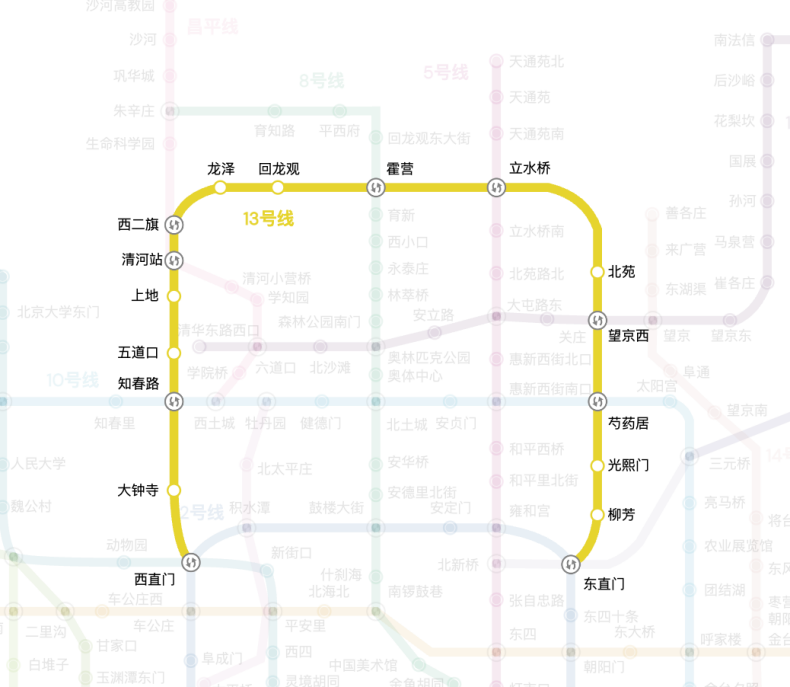 沙河高教园
昌平线
沙河
南法信
天通苑北
5号线
8号线
巩华城
后沙峪
天通苑
朱辛庄
花梨坎
育知路
平西府
天通苑南
回龙观东大街
生命科学园
国展
龙泽
回龙观
霍营
立水桥
孙河
善各庄
育新
13号线
西二旗
立水桥南
西小口
来广营
马泉营
清河站
永泰庄
北苑路北
北苑
清河小营桥
崔各庄
东湖渠
上地
学知园
林萃桥
大屯路东
北京大学东门
安立路
森林公园南门
清华东路西口
关庄
望京西
望京
望京东
五道口
奥林匹克公园
惠新西街北口
六道口
北沙滩
学院桥
阜通
奥体中心
10号线
知春路
惠新西街南口
太阳宫
望京南
知春里
西土城
牡丹园
健德门
北土城
安贞门
芍药居
和平西桥
14号
人民大学
安华桥
三元桥
北太平庄
光熙门
和平里北街
大钟寺
安德里北街
亮马桥
魏公村
2号线
积水潭
鼓楼大街
安定门
雍和宫
柳芳
将台
动物园
新街口
农业展览馆
北新桥
东风
西直门
什刹海
东直门
北海北
南锣鼓巷
团结湖
车公庄西
张自忠路
枣营
东四十条
朝阳
二里沟
车公庄
平安里
东四
东大桥
呼家楼
金台
甘家口
西四
阜成门
中国美术馆
朝阳门
白堆子
玉渊潭东门
灵境胡同
金鱼胡同